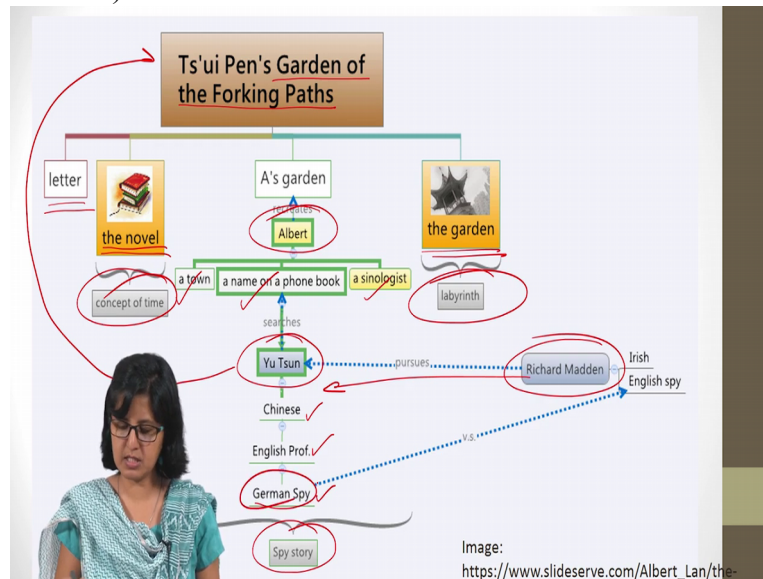 Ts'ui Pen's Garden of
the Forking Paths
letter
the novel
A's garden
the garden
recreates
Albert
concept of time
a town
a name on a phone book
a sinologist
labyrinth
searches
Yu Tsun
pursues
Richard Madden
Irish
English spy
Chinese
v.s.
English Prof.
German Spy
Spy story
Image:
https://www.slideserve.com/Albert_Lan/the-